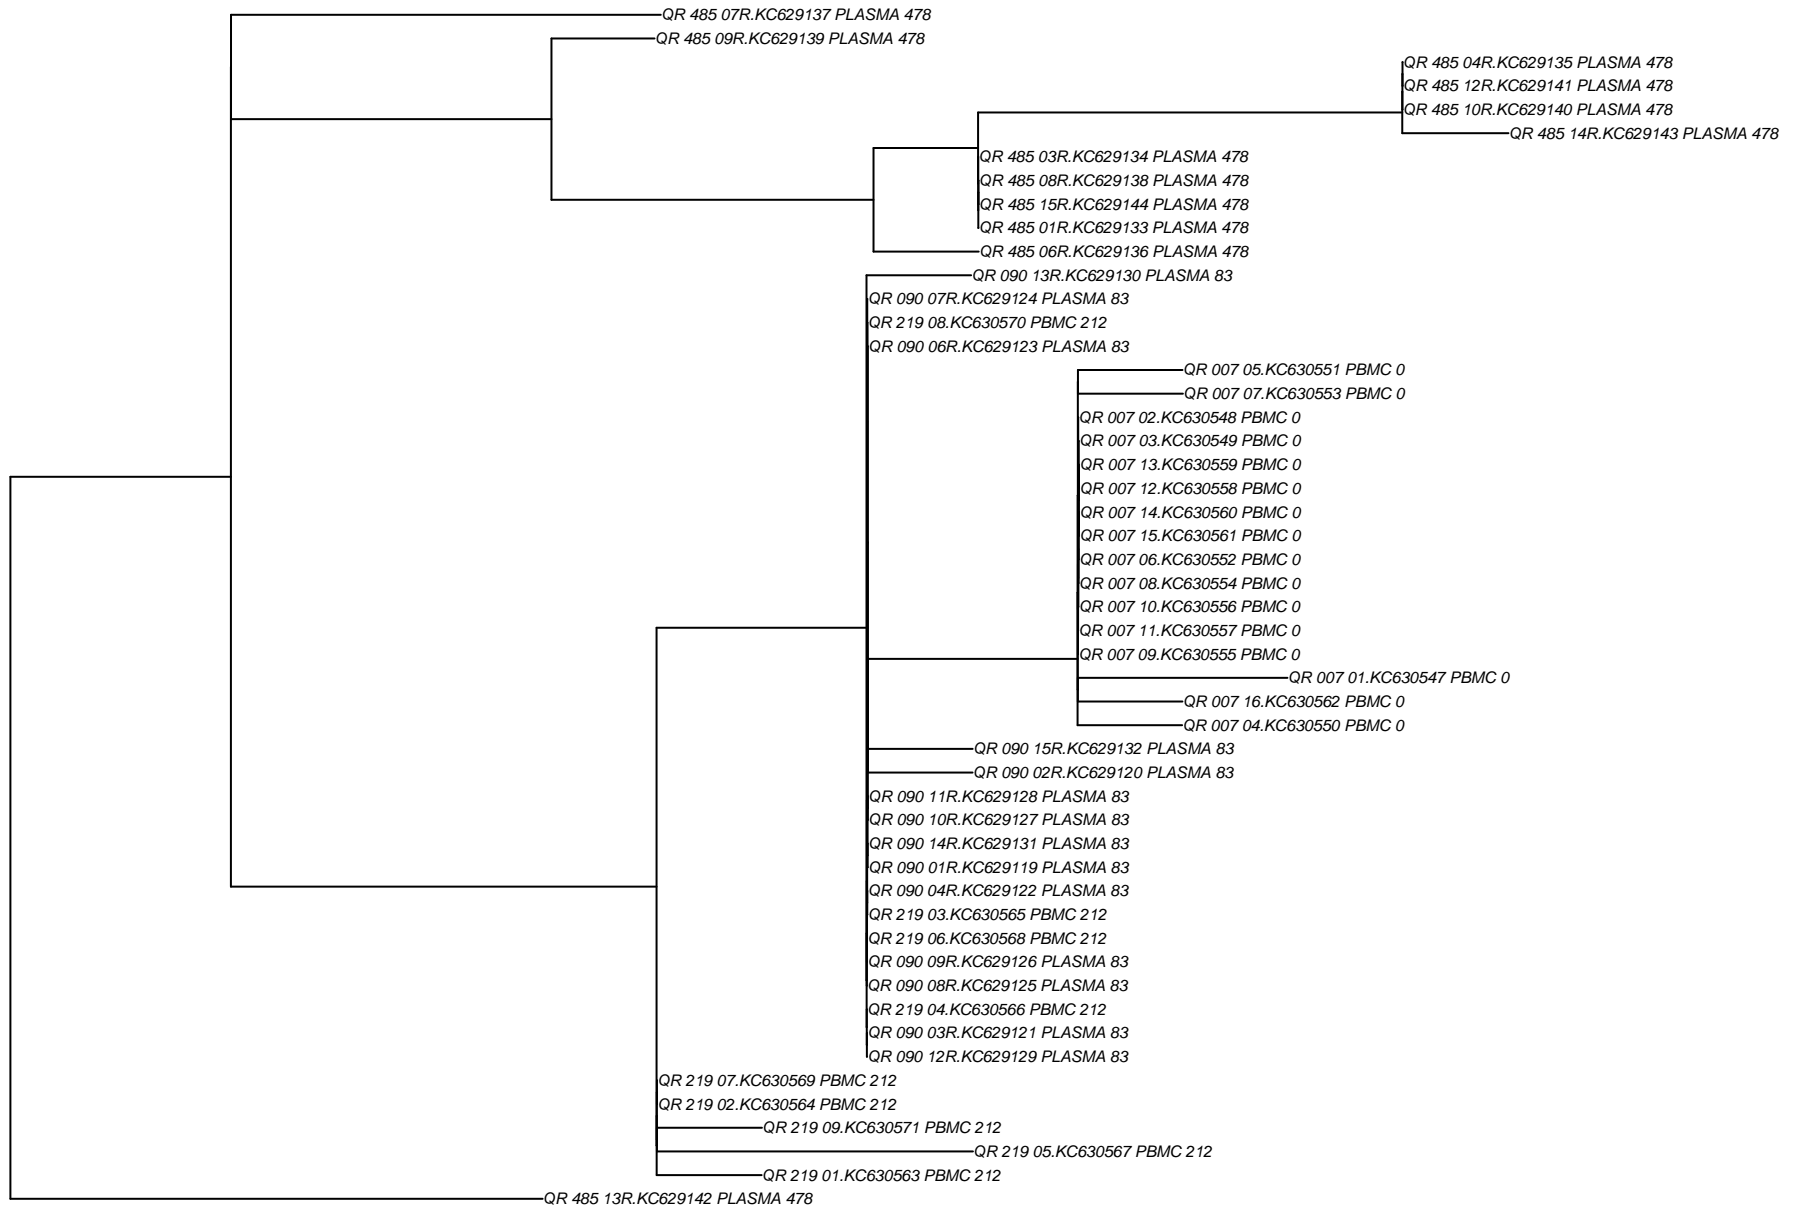 QR 485 07R.KC629137 PLASMA 478
QR 485 09R.KC629139 PLASMA 478
QR 485 04R.KC629135 PLASMA 478
QR 485 12R.KC629141 PLASMA 478
QR 485 10R.KC629140 PLASMA 478
QR 485 14R.KC629143 PLASMA 478
QR 485 03R.KC629134 PLASMA 478
QR 485 08R.KC629138 PLASMA 478
QR 485 15R.KC629144 PLASMA 478
QR 485 01R.KC629133 PLASMA 478
QR 485 06R.KC629136 PLASMA 478
QR 090 13R.KC629130 PLASMA 83
QR 090 07R.KC629124 PLASMA 83
QR 219 08.KC630570 PBMC 212
QR 090 06R.KC629123 PLASMA 83
QR 007 05.KC630551 PBMC 0
QR 007 07.KC630553 PBMC 0
QR 007 02.KC630548 PBMC 0
QR 007 03.KC630549 PBMC 0
QR 007 13.KC630559 PBMC 0
QR 007 12.KC630558 PBMC 0
QR 007 14.KC630560 PBMC 0
QR 007 15.KC630561 PBMC 0
QR 007 06.KC630552 PBMC 0
QR 007 08.KC630554 PBMC 0
QR 007 10.KC630556 PBMC 0
QR 007 11.KC630557 PBMC 0
QR 007 09.KC630555 PBMC 0
QR 007 01.KC630547 PBMC 0
QR 007 16.KC630562 PBMC 0
QR 007 04.KC630550 PBMC 0
QR 090 15R.KC629132 PLASMA 83
QR 090 02R.KC629120 PLASMA 83
QR 090 11R.KC629128 PLASMA 83
QR 090 10R.KC629127 PLASMA 83
QR 090 14R.KC629131 PLASMA 83
QR 090 01R.KC629119 PLASMA 83
QR 090 04R.KC629122 PLASMA 83
QR 219 03.KC630565 PBMC 212
QR 219 06.KC630568 PBMC 212
QR 090 09R.KC629126 PLASMA 83
QR 090 08R.KC629125 PLASMA 83
QR 219 04.KC630566 PBMC 212
QR 090 03R.KC629121 PLASMA 83
QR 090 12R.KC629129 PLASMA 83
QR 219 07.KC630569 PBMC 212
QR 219 02.KC630564 PBMC 212
QR 219 09.KC630571 PBMC 212
QR 219 05.KC630567 PBMC 212
QR 219 01.KC630563 PBMC 212
QR 485 13R.KC629142 PLASMA 478